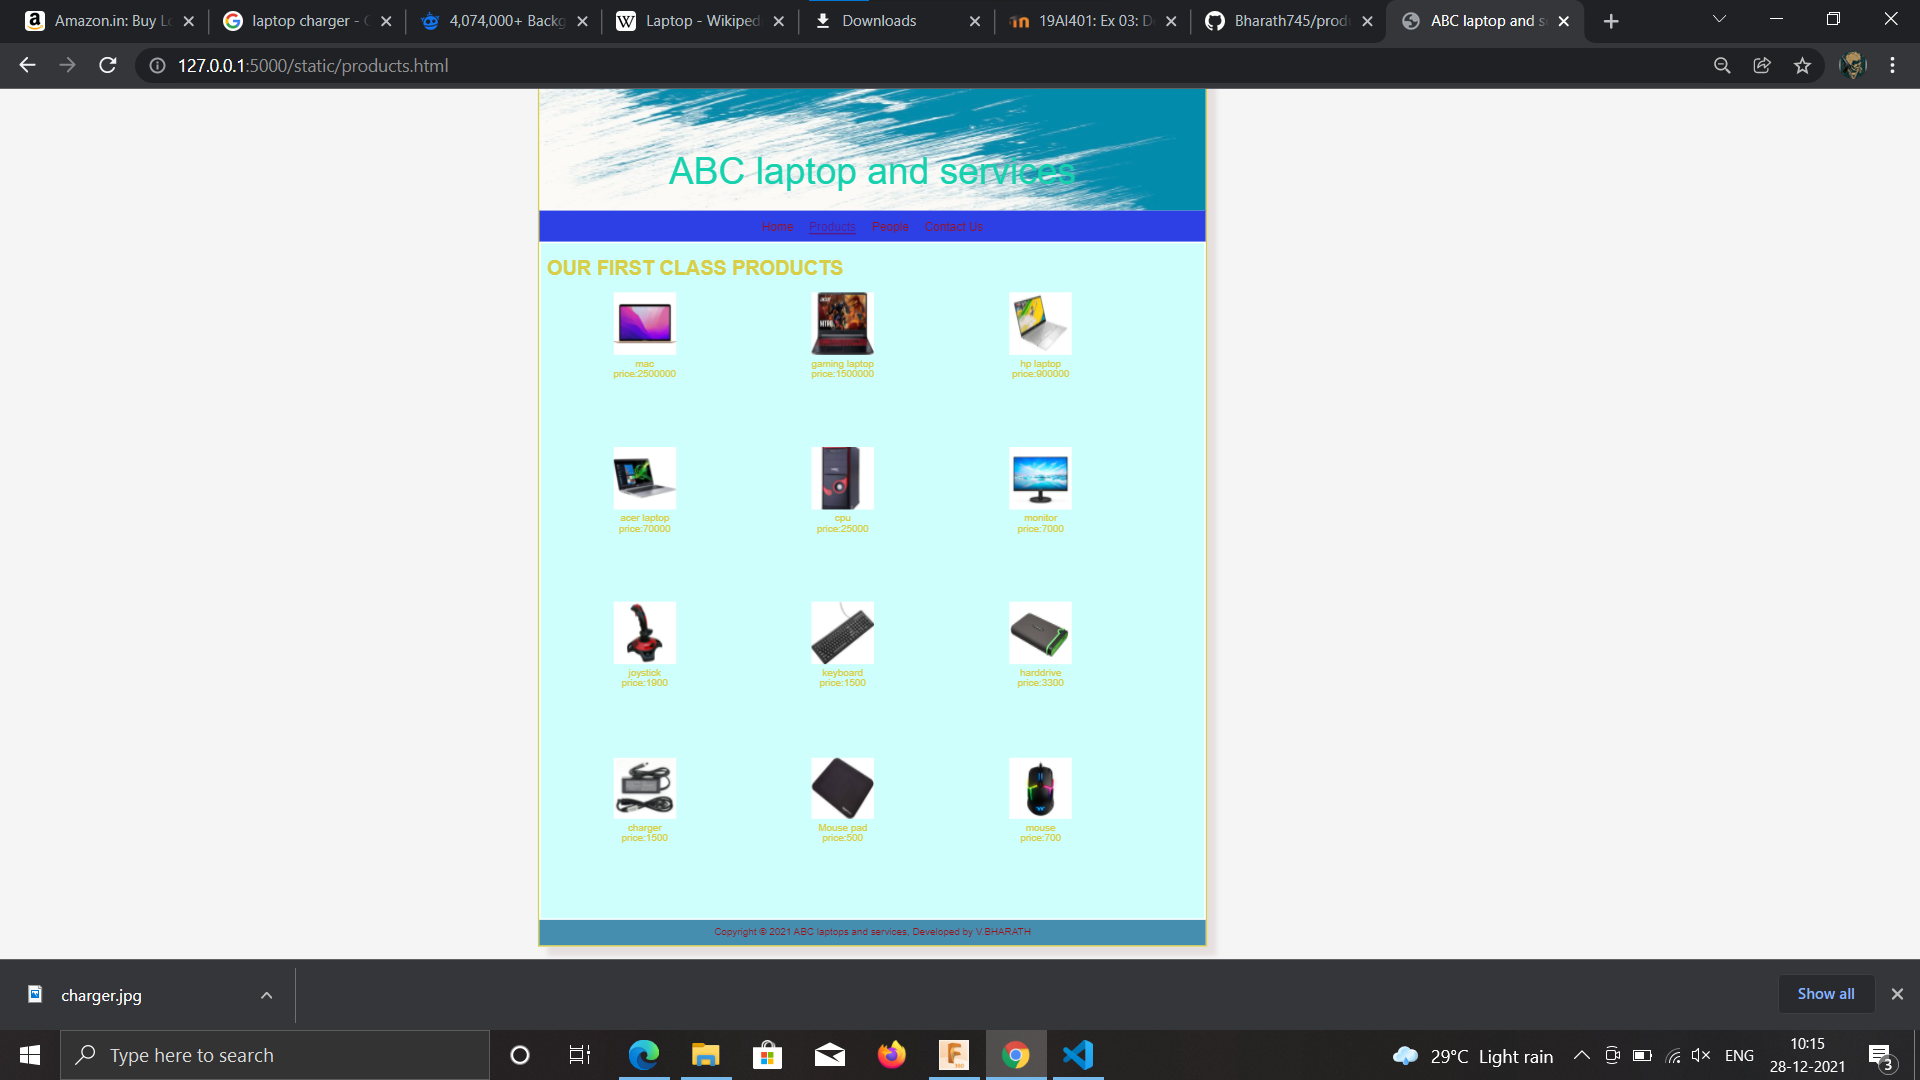 Amazon.in: Buy Lo
laptop charger - G
4,074,000+ Backg
Laptop - Wikiped
Downloads
19AI401: Ex 03: D
Bharath745/produ
ABC laptop and s
127.0.0.1:5000/static/products.html
ABC laptop and services
Home Products People Contact Us
OUR FIRST CLASS PRODUCTS
mac
price:2500000
gaming laptop
price:1500000
hp laptop
price:900000
acer laptop
price:70000
cpu
price:25000
monitor
price:7000
joystick
price:1900
keyboard
price:1500
harddrive
price:3300
charger
price:1500
Mouse pad
price:500
mouse
price:700
Copyright © 2021 ABC laptops and services, Developed by V.BHARATH
charger.jpg
Show all
Type here to search
29°C Light rain
ENG
10:15
28-12-2021
3